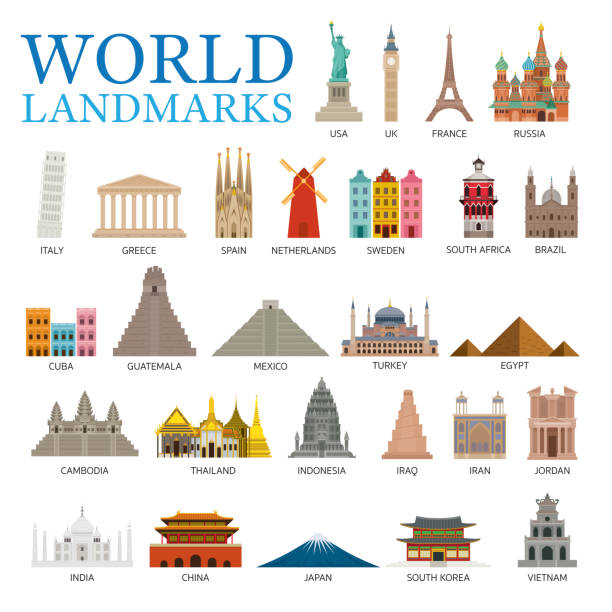 WORLD
LANDMARKS
USA UK FRANCE RUSSIA
ITALY GREECE SPAIN NETHERLANDS SWEDEN SOUTH AFRICA BRAZIL
CUBA GUATEMALA MEXICO TURKEY EGYPT
CAMBODIA THAILAND INDONESIA IRAQ IRAN JORDAN
INDIA CHINA JAPAN SOUTH KOREA VIETNAM